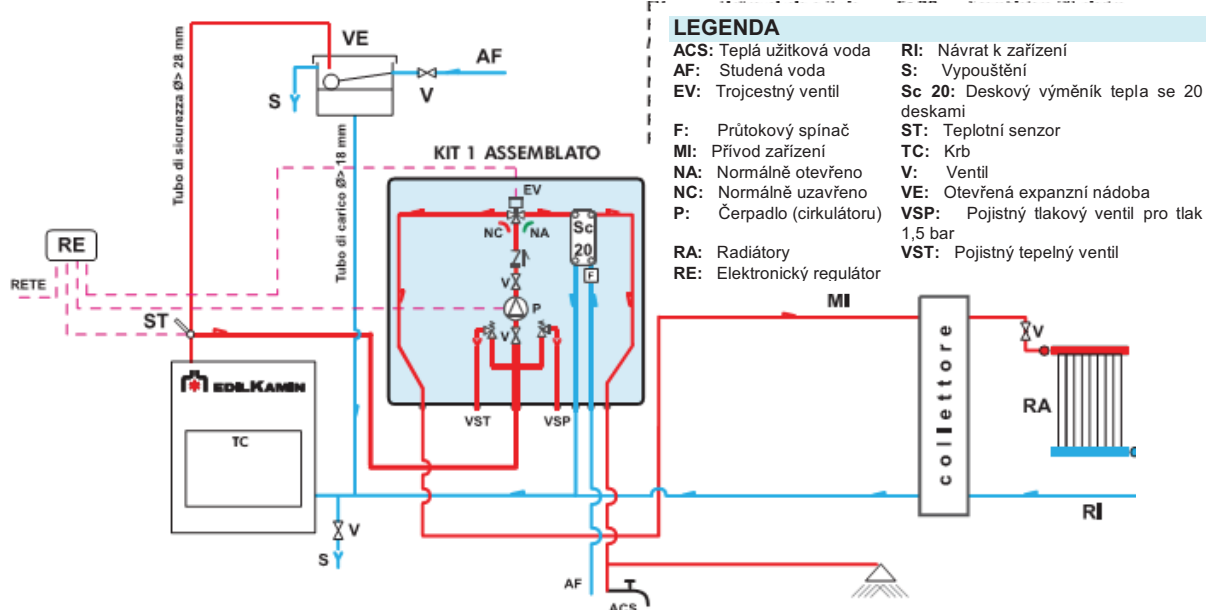 LEGENDA
ACS: Teplá užitková voda
AF: Studená voda
EV: Trojcestný ventil
F: Průtokový spínač
MI: Přívod zařízení
NA: Normálně otevřeno
NC: Normálně uzavřeno
P: Čerpadlo (cirkulátoru)
RA: Radiátory
RE: Elektronický regulátor
RI: Návrat k zařízení
S: Vypouštění
Sc 20: Deskový výměník tepla se 20
deskami
ST: Teplotní senzor
TC: Krb
V: Ventil
VE: Otevřená expanzní nádoba
VSP: Pojistný tlakový ventil pro tlak
1,5 bar
VST: Pojistný tepelný ventil
VE
AF
S
V
Tubo di sicurezza Ø> 28 mm
Tubo di carico Ø> 18 mm
KIT 1 ASSEMBLATO
EV
NC
NA
Sc
20
F
V
P
V
VST
VSP
RE
RETE
ST
EDILKAMIN
TC
V
S
MI
collettore
V
RA
RI
AF
ACS